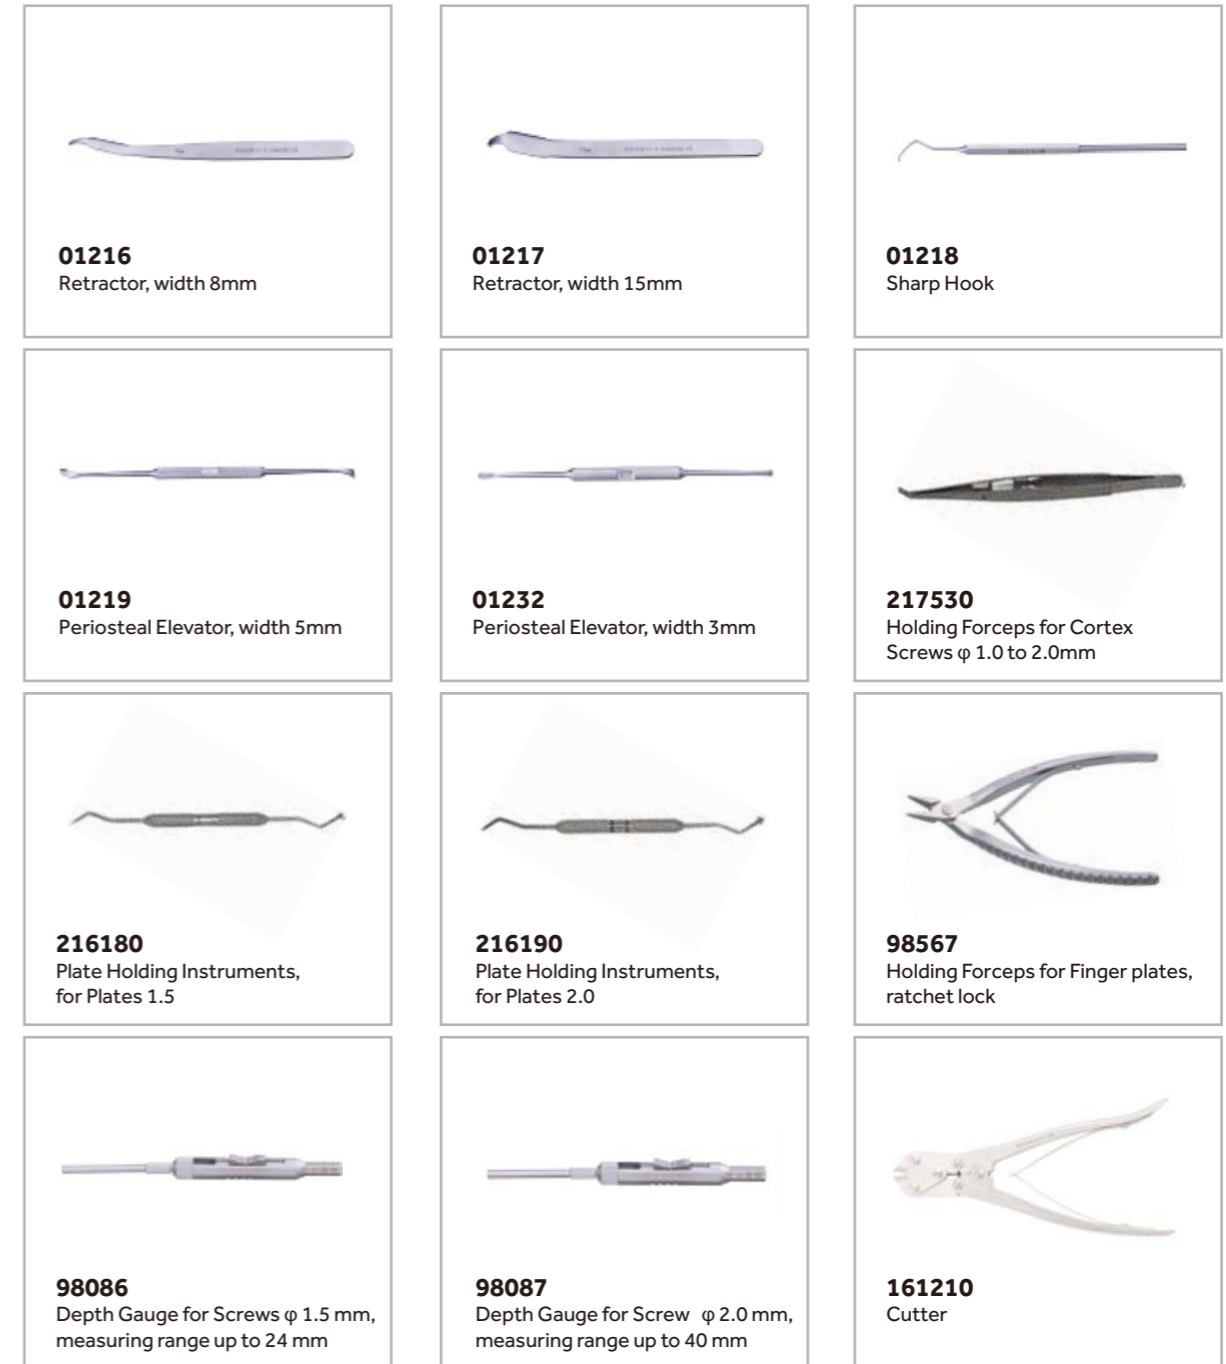 01216
Retractor, width 8mm
01217
Retractor, width 15mm
01218
Sharp Hook
01219
Periosteal Elevator, width 5mm
01232
Periosteal Elevator, width 3mm
217530
Holding Forceps for Cortex
Screws φ 1.0 to 2.0mm
216180
Plate Holding Instruments,
for Plates 1.5
216190
Plate Holding Instruments,
for Plates 2.0
98567
Holding Forceps for Finger plates,
ratchet lock
98086
Depth Gauge for Screws φ 1.5 mm,
measuring range up to 24 mm
98087
Depth Gauge for Screw φ 2.0 mm,
measuring range up to 40 mm
161210
Cutter